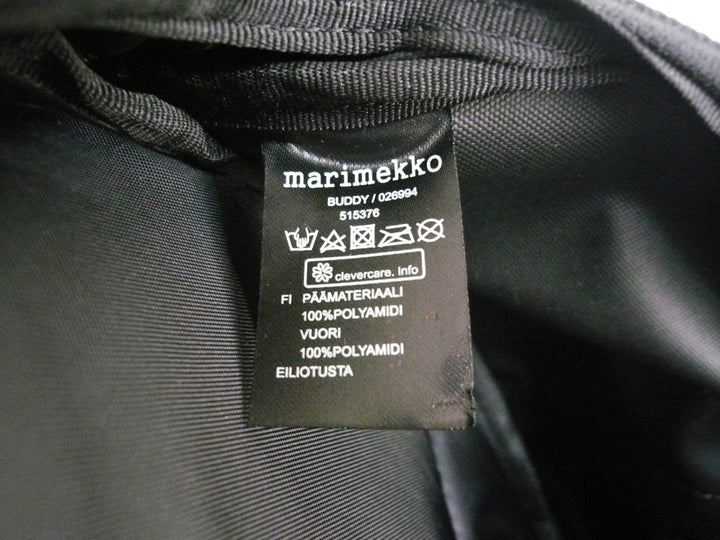 marimekko
BUDDY / 026994
515376
clevercare. Info
FI PÄÄMATERIAALI
100%POLYAMIDI
VUORI
100%POLYAMIDI
EILIOTUSTA